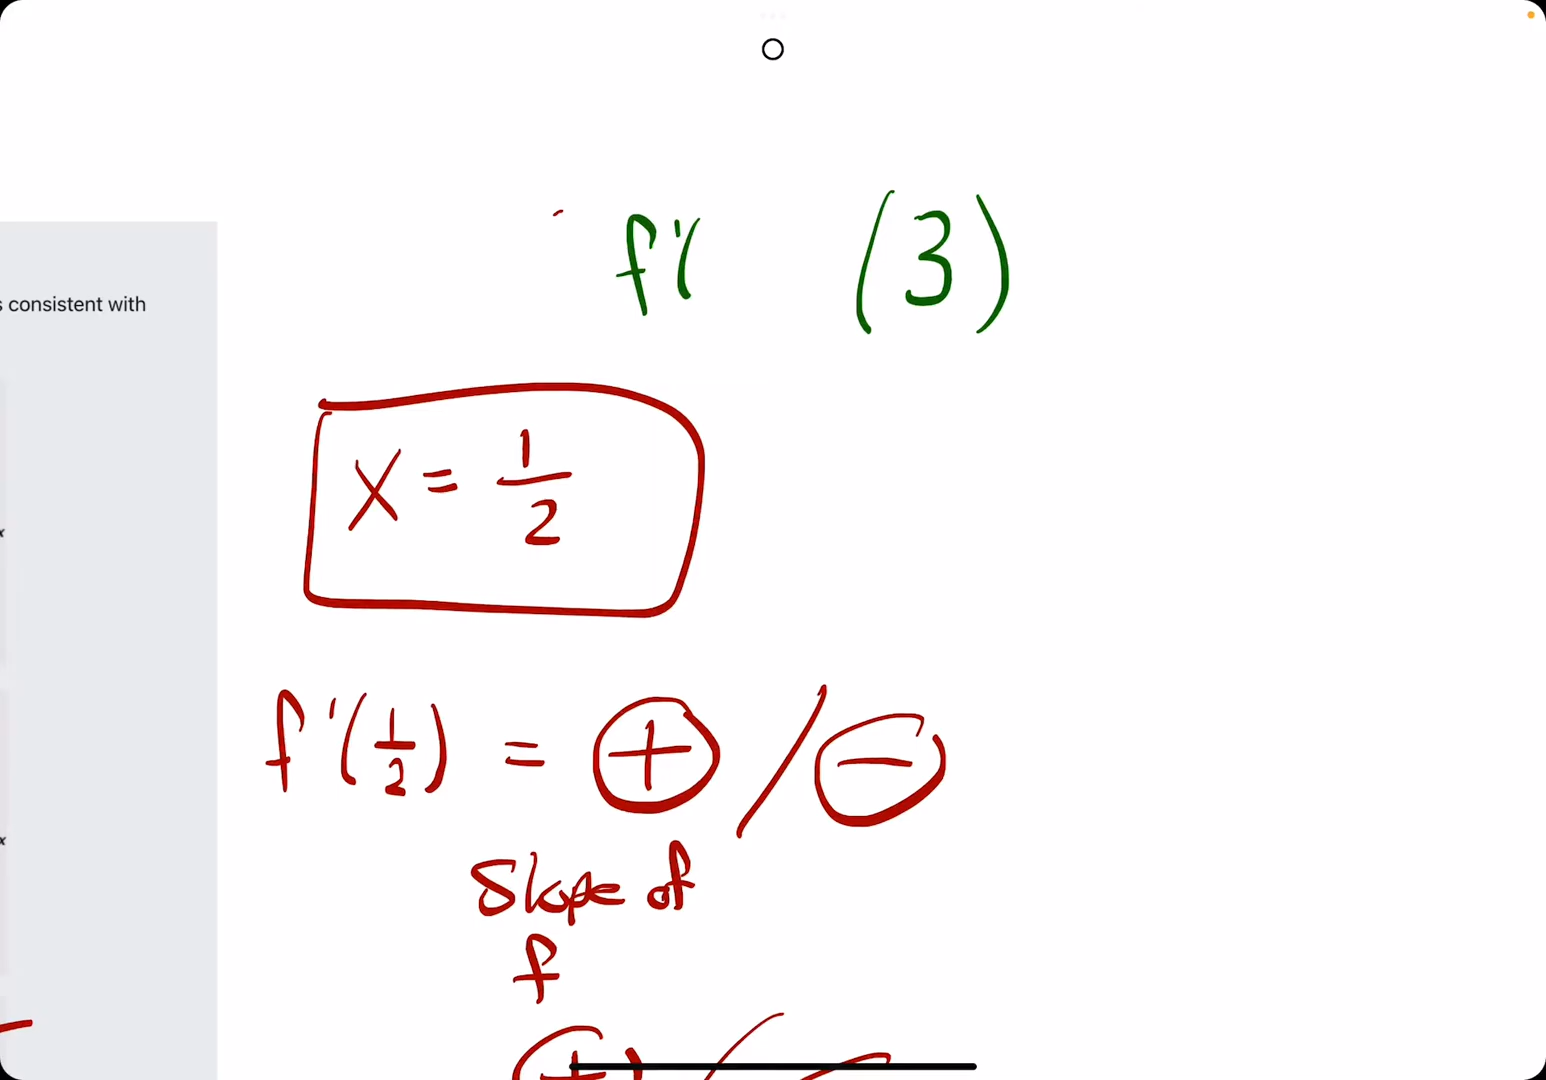 f'( (3)
s consistent with
x = 1/2
x
f'(1/2) = + / −
x
Slope of
f
+ /